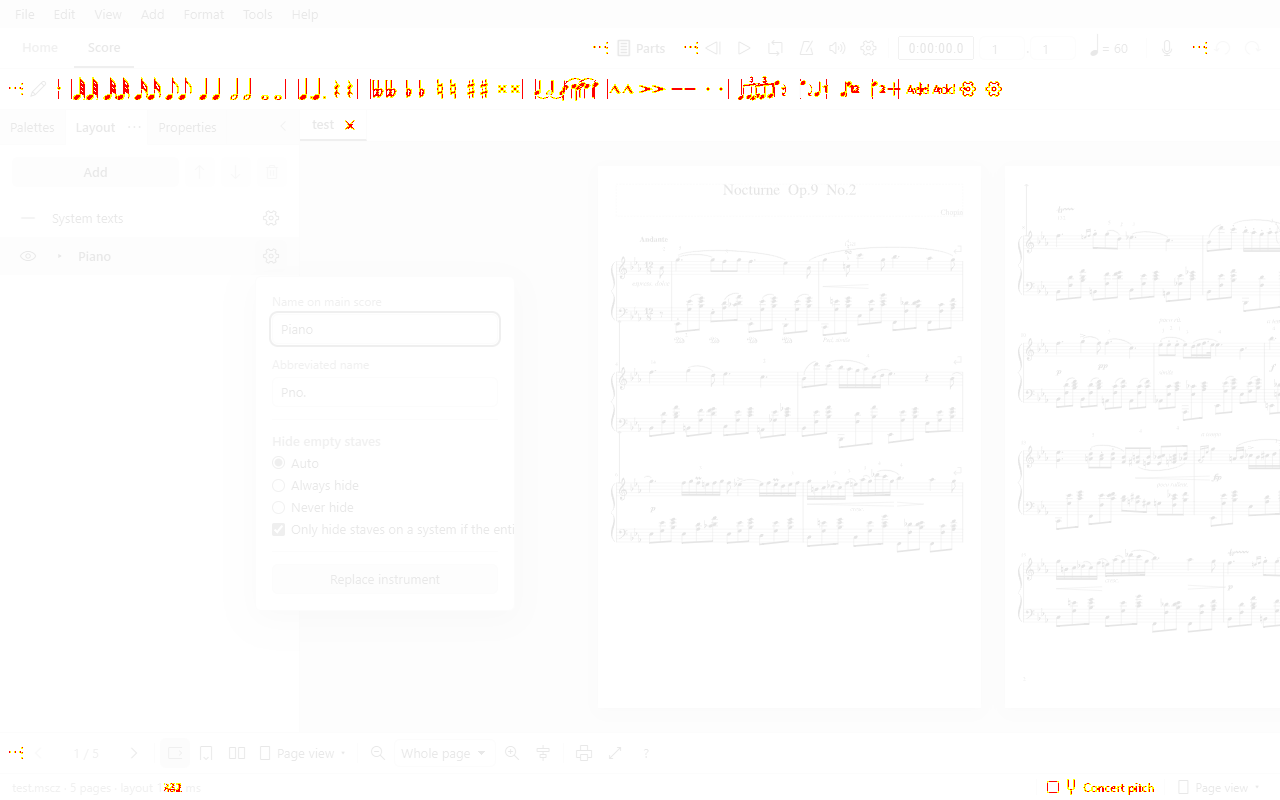 File Edit View Add Format Tools Help
Home Score Parts 0:00:00.0 1 . 1 = 60
Palettes Layout Properties
test
Add
System texts
Piano
Name on main score
Piano
Abbreviated name
Pno.
Hide empty staves
Auto
Always hide
Never hide
Only hide staves on a system if the enti
Replace instrument
Nocturne Op.9 No.2
Chopin
Andante
1 / 5 Page view Whole page ?
test.mscz · 5 pages · layout
Concert pitch Page view